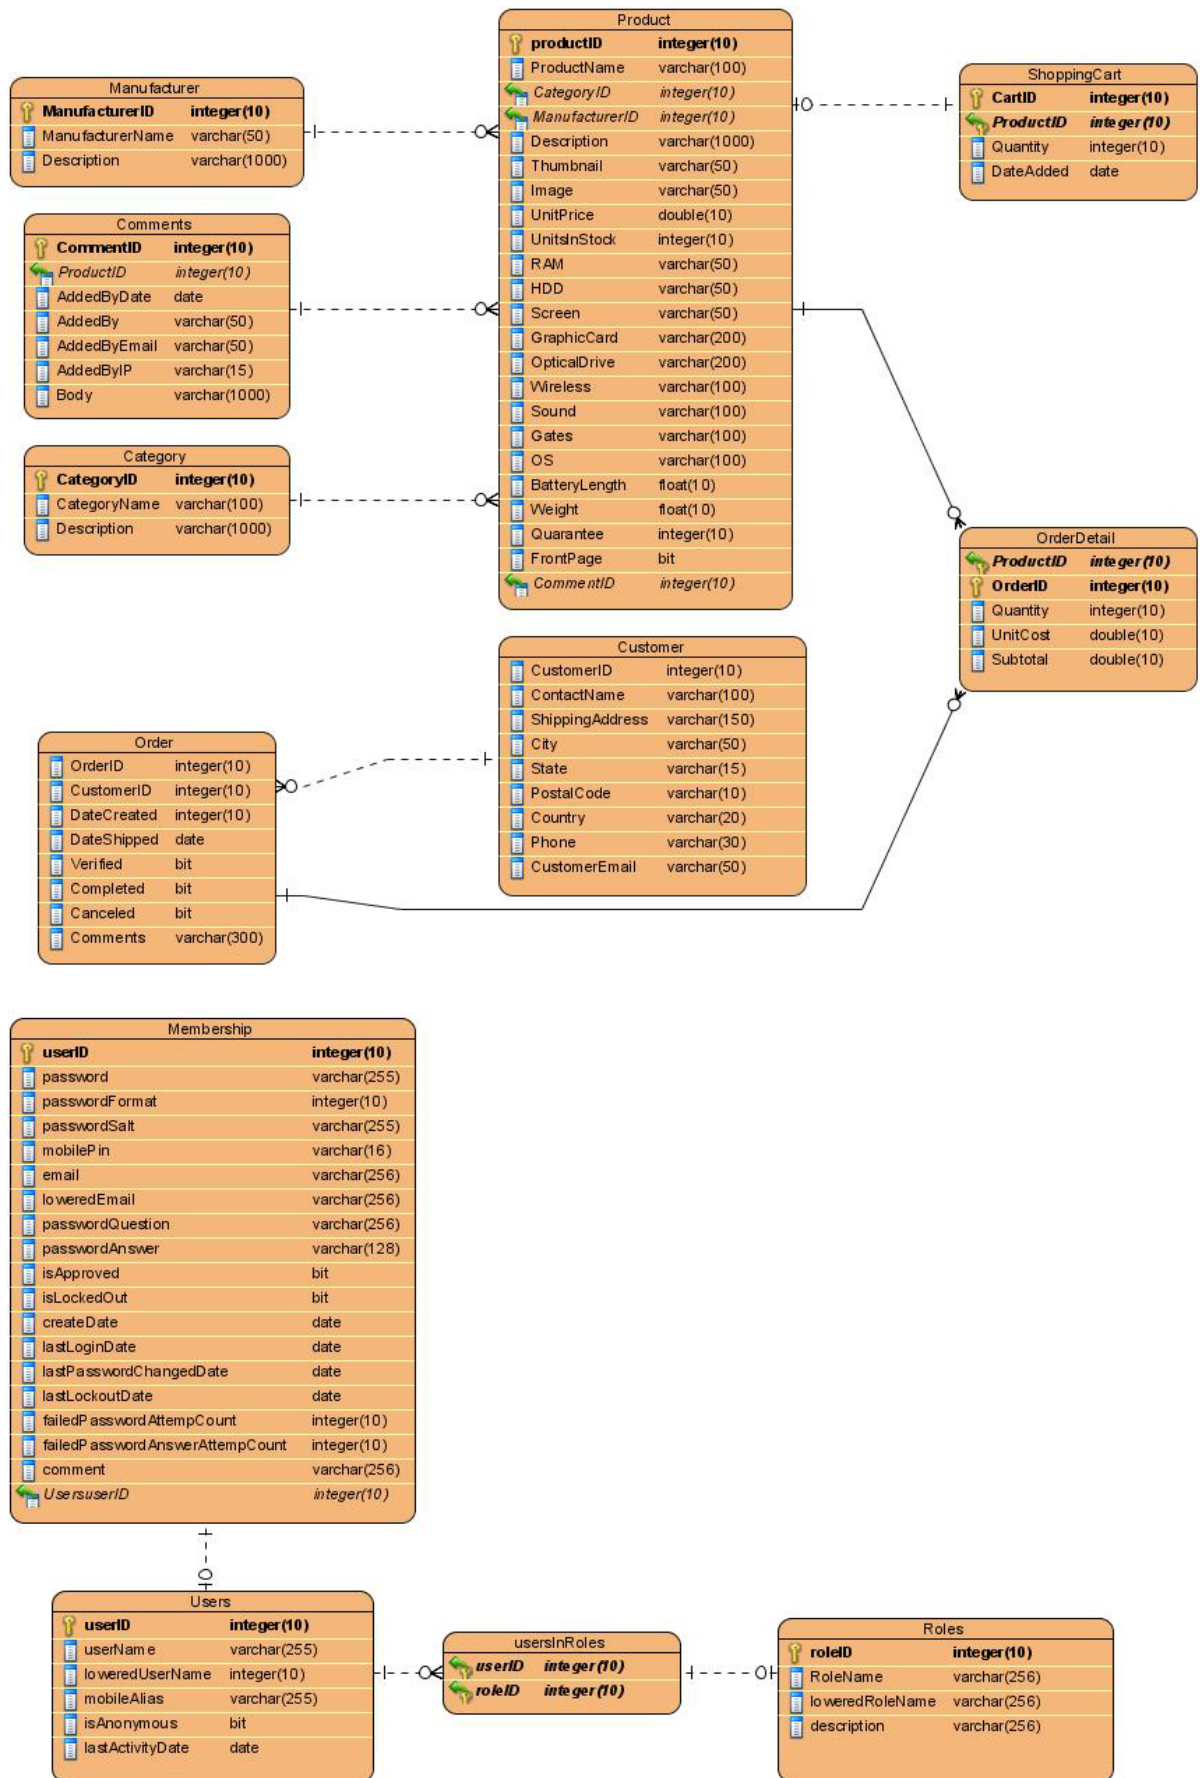 Product
productID integer(10)
ProductName varchar(100)
CategoryID integer(10)
ManufacturerID integer(10)
Description varchar(1000)
Thumbnail varchar(50)
Image varchar(50)
UnitPrice double(10)
UnitsInStock integer(10)
RAM varchar(50)
HDD varchar(50)
Screen varchar(50)
GraphicCard varchar(200)
OpticalDrive varchar(200)
Wireless varchar(100)
Sound varchar(100)
Gates varchar(100)
OS varchar(100)
BatteryLength float(10)
Weight float(10)
Quarantee integer(10)
FrontPage bit
CommentID integer(10)
Manufacturer
ManufacturerID integer(10)
ManufacturerName varchar(50)
Description varchar(1000)
ShoppingCart
CartID integer(10)
ProductID integer(10)
Quantity integer(10)
DateAdded date
Comments
CommentID integer(10)
ProductID integer(10)
AddedByDate date
AddedBy varchar(50)
AddedByEmail varchar(50)
AddedByIP varchar(15)
Body varchar(1000)
Category
CategoryID integer(10)
CategoryName varchar(100)
Description varchar(1000)
OrderDetail
ProductID integer(10)
OrderID integer(10)
Quantity integer(10)
UnitCost double(10)
Subtotal double(10)
Customer
CustomerID integer(10)
ContactName varchar(100)
ShippingAddress varchar(150)
City varchar(50)
State varchar(15)
PostalCode varchar(10)
Country varchar(20)
Phone varchar(30)
CustomerEmail varchar(50)
Order
OrderID integer(10)
CustomerID integer(10)
DateCreated integer(10)
DateShipped date
Verified bit
Completed bit
Canceled bit
Comments varchar(300)
Membership
userID integer(10)
password varchar(255)
passwordFormat integer(10)
passwordSalt varchar(255)
mobilePin varchar(16)
email varchar(256)
loweredEmail varchar(256)
passwordQuestion varchar(256)
passwordAnswer varchar(128)
isApproved bit
isLockedOut bit
createDate date
lastLoginDate date
lastPasswordChangedDate date
lastLockoutDate date
failedPasswordAttempCount integer(10)
failedPasswordAnswerAttempCount integer(10)
comment varchar(256)
UsersuserID integer(10)
Users
userID integer(10)
userName varchar(255)
loweredUserName integer(10)
mobileAlias varchar(255)
isAnonymous bit
lastActivityDate date
usersInRoles
userID integer(10)
roleID integer(10)
Roles
roleID integer(10)
RoleName varchar(256)
loweredRoleName varchar(256)
description varchar(256)